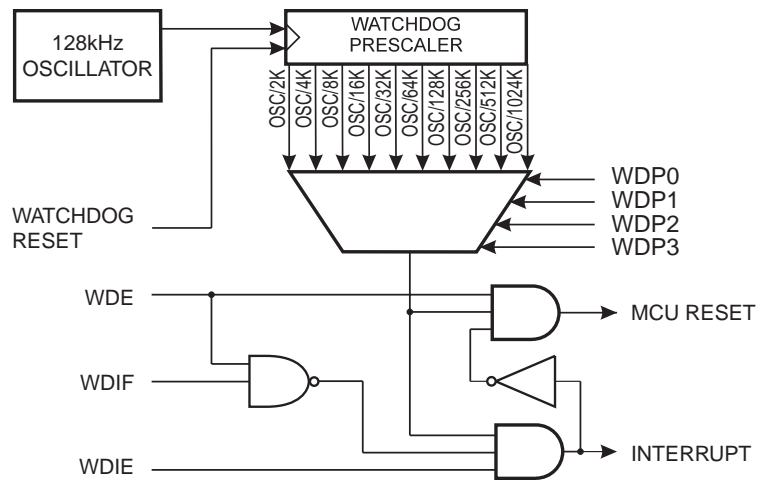 128kHz
OSCILLATOR
WATCHDOG
PRESCALER
OSC/2K
OSC/4K
OSC/8K
OSC/16K
OSC/32K
OSC/64K
OSC/128K
OSC/256K
OSC/512K
OSC/1024K
WATCHDOG
RESET
WDP0
WDP1
WDP2
WDP3
WDE
MCU RESET
WDIF
INTERRUPT
WDIE